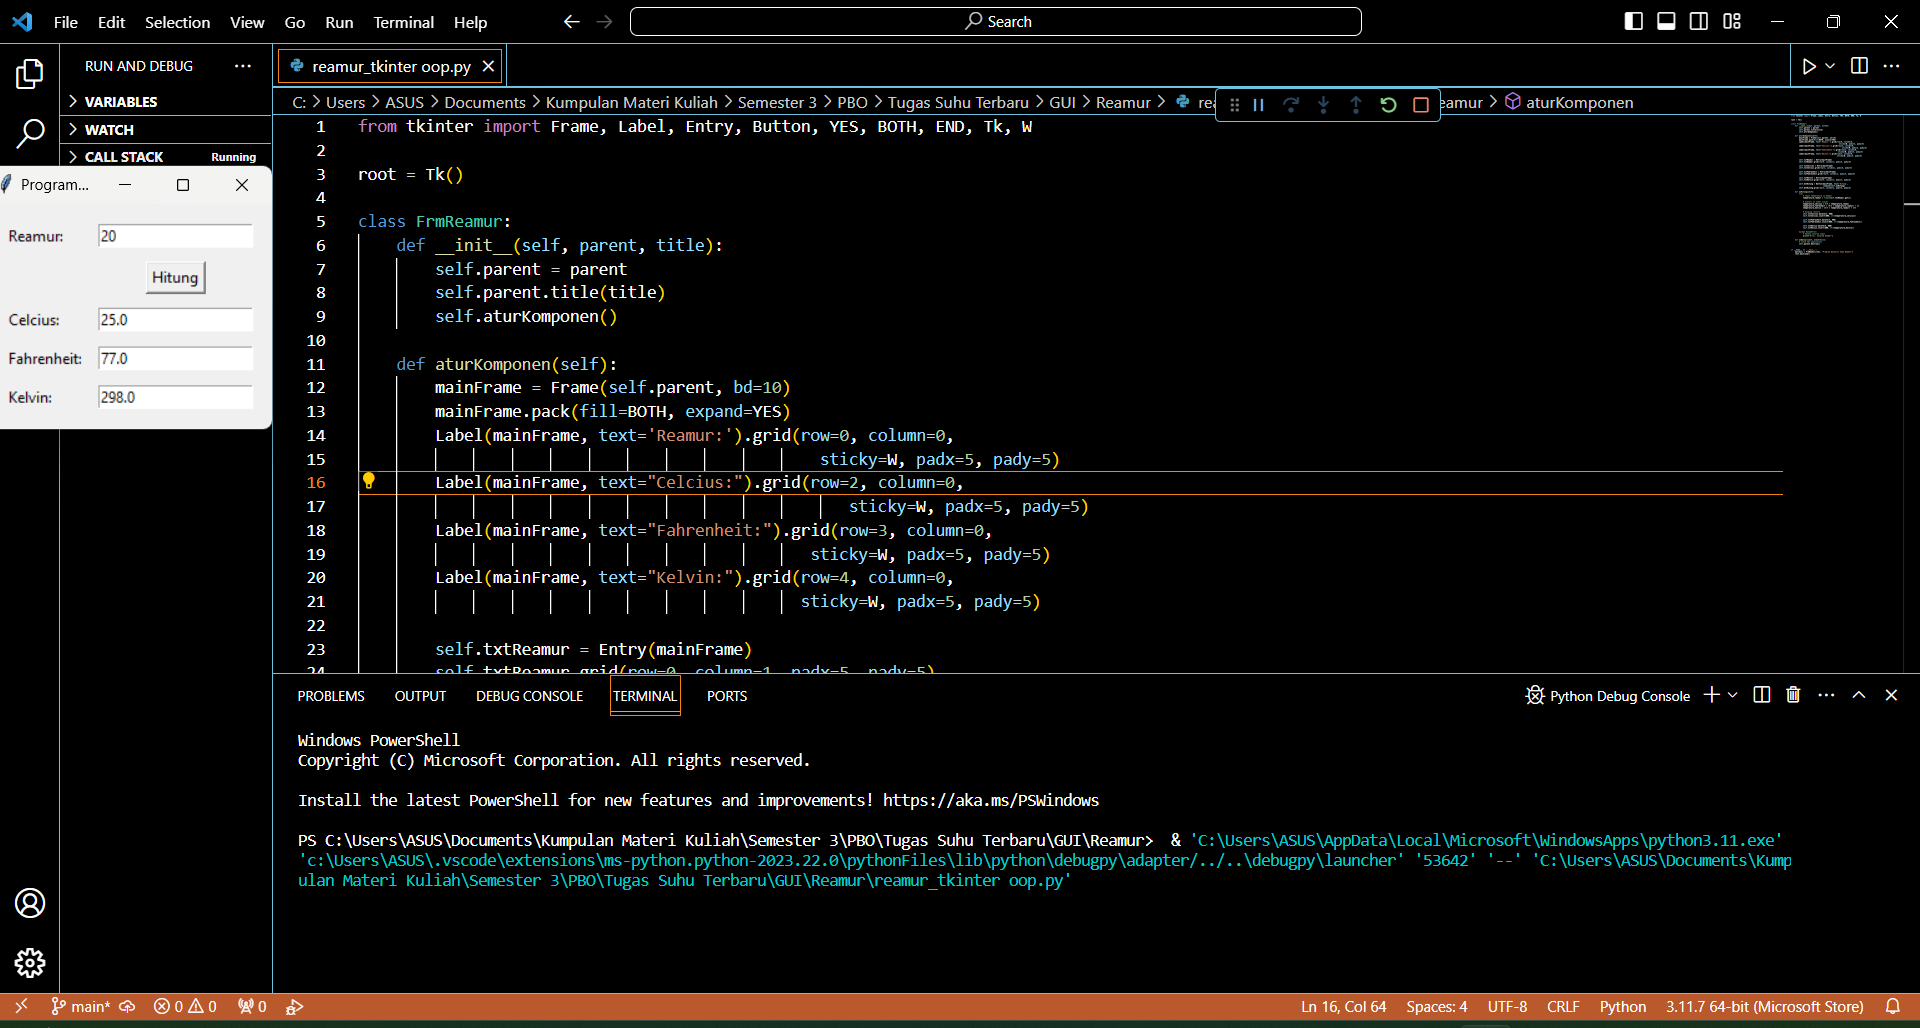 File Edit Selection View Go Run Terminal Help
Search
RUN AND DEBUG
VARIABLES
WATCH
CALL STACK Running
Program...
Reamur: 20
Hitung
Celcius: 25.0
Fahrenheit: 77.0
Kelvin: 298.0
reamur_tkinter oop.py
C: > Users > ASUS > Documents > Kumpulan Materi Kuliah > Semester 3 > PBO > Tugas Suhu Terbaru > GUI > Reamur > rea eamur > aturKomponen
1 from tkinter import Frame, Label, Entry, Button, YES, BOTH, END, Tk, W
2
3 root = Tk()
4
5 class FrmReamur:
6 def __init__(self, parent, title):
7 self.parent = parent
8 self.parent.title(title)
9 self.aturKomponen()
10
11 def aturKomponen(self):
12 mainFrame = Frame(self.parent, bd=10)
13 mainFrame.pack(fill=BOTH, expand=YES)
14 Label(mainFrame, text='Reamur:').grid(row=0, column=0,
15 sticky=W, padx=5, pady=5)
16 Label(mainFrame, text="Celcius:").grid(row=2, column=0,
17 sticky=W, padx=5, pady=5)
18 Label(mainFrame, text="Fahrenheit:").grid(row=3, column=0,
19 sticky=W, padx=5, pady=5)
20 Label(mainFrame, text="Kelvin:").grid(row=4, column=0,
21 sticky=W, padx=5, pady=5)
22
23 self.txtReamur = Entry(mainFrame)
24 self.txtReamur.grid(row=0, column=1, padx=5, pady=5)
PROBLEMS OUTPUT DEBUG CONSOLE TERMINAL PORTS
Python Debug Console
Windows PowerShell
Copyright (C) Microsoft Corporation. All rights reserved.
Install the latest PowerShell for new features and improvements! https://aka.ms/PSWindows
PS C:\Users\ASUS\Documents\Kumpulan Materi Kuliah\Semester 3\PBO\Tugas Suhu Terbaru\GUI\Reamur> & 'C:\Users\ASUS\AppData\Local\Microsoft\WindowsApps\python3.11.exe'
'c:\Users\ASUS\.vscode\extensions\ms-python.python-2023.22.0\pythonFiles\lib\python\debugpy\adapter/../..\debugpy\launcher' '53642' '--' 'C:\Users\ASUS\Documents\Kump
ulan Materi Kuliah\Semester 3\PBO\Tugas Suhu Terbaru\GUI\Reamur\reamur_tkinter oop.py'
main* 0 0 0
Ln 16, Col 64 Spaces: 4 UTF-8 CRLF Python 3.11.7 64-bit (Microsoft Store)